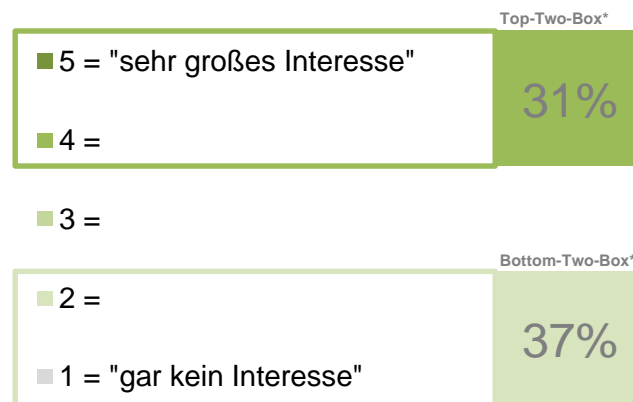 Top-Two-Box*
5 = "sehr großes Interesse"
31%
4 =
3 =
Bottom-Two-Box*
2 =
37%
1 = "gar kein Interesse"